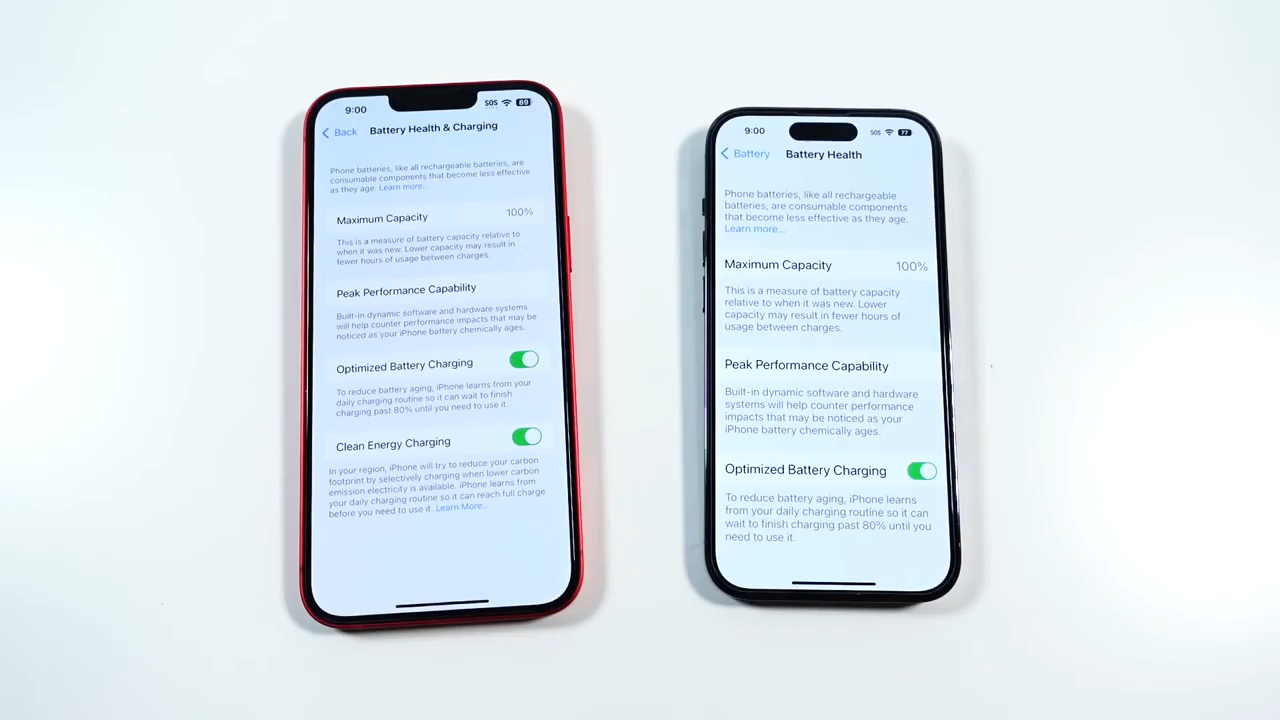 9:00
SOS 89
Back
Battery Health & Charging
Phone batteries, like all rechargeable batteries, are
consumable components that become less effective
as they age. Learn more...
Maximum Capacity
100%
This is a measure of battery capacity relative to
when it was new. Lower capacity may result in
fewer hours of usage between charges.
Peak Performance Capability
Built-in dynamic software and hardware systems
will help counter performance impacts that may be
noticed as your iPhone battery chemically ages.
Optimized Battery Charging
To reduce battery aging, iPhone learns from your
daily charging routine so it can wait to finish
charging past 80% until you need to use it.
Clean Energy Charging
In your region, iPhone will try to reduce your carbon
footprint by selectively charging when lower carbon
emission electricity is available. iPhone learns from
your daily charging routine so it can reach full charge
before you need to use it. Learn More...
9:00
SOS 77
Battery
Battery Health
Phone batteries, like all rechargeable
batteries, are consumable components
that become less effective as they age.
Learn more...
Maximum Capacity
100%
This is a measure of battery capacity
relative to when it was new. Lower
capacity may result in fewer hours of
usage between charges.
Peak Performance Capability
Built-in dynamic software and hardware
systems will help counter performance
impacts that may be noticed as your
iPhone battery chemically ages.
Optimized Battery Charging
To reduce battery aging, iPhone learns
from your daily charging routine so it can
wait to finish charging past 80% until you
need to use it.